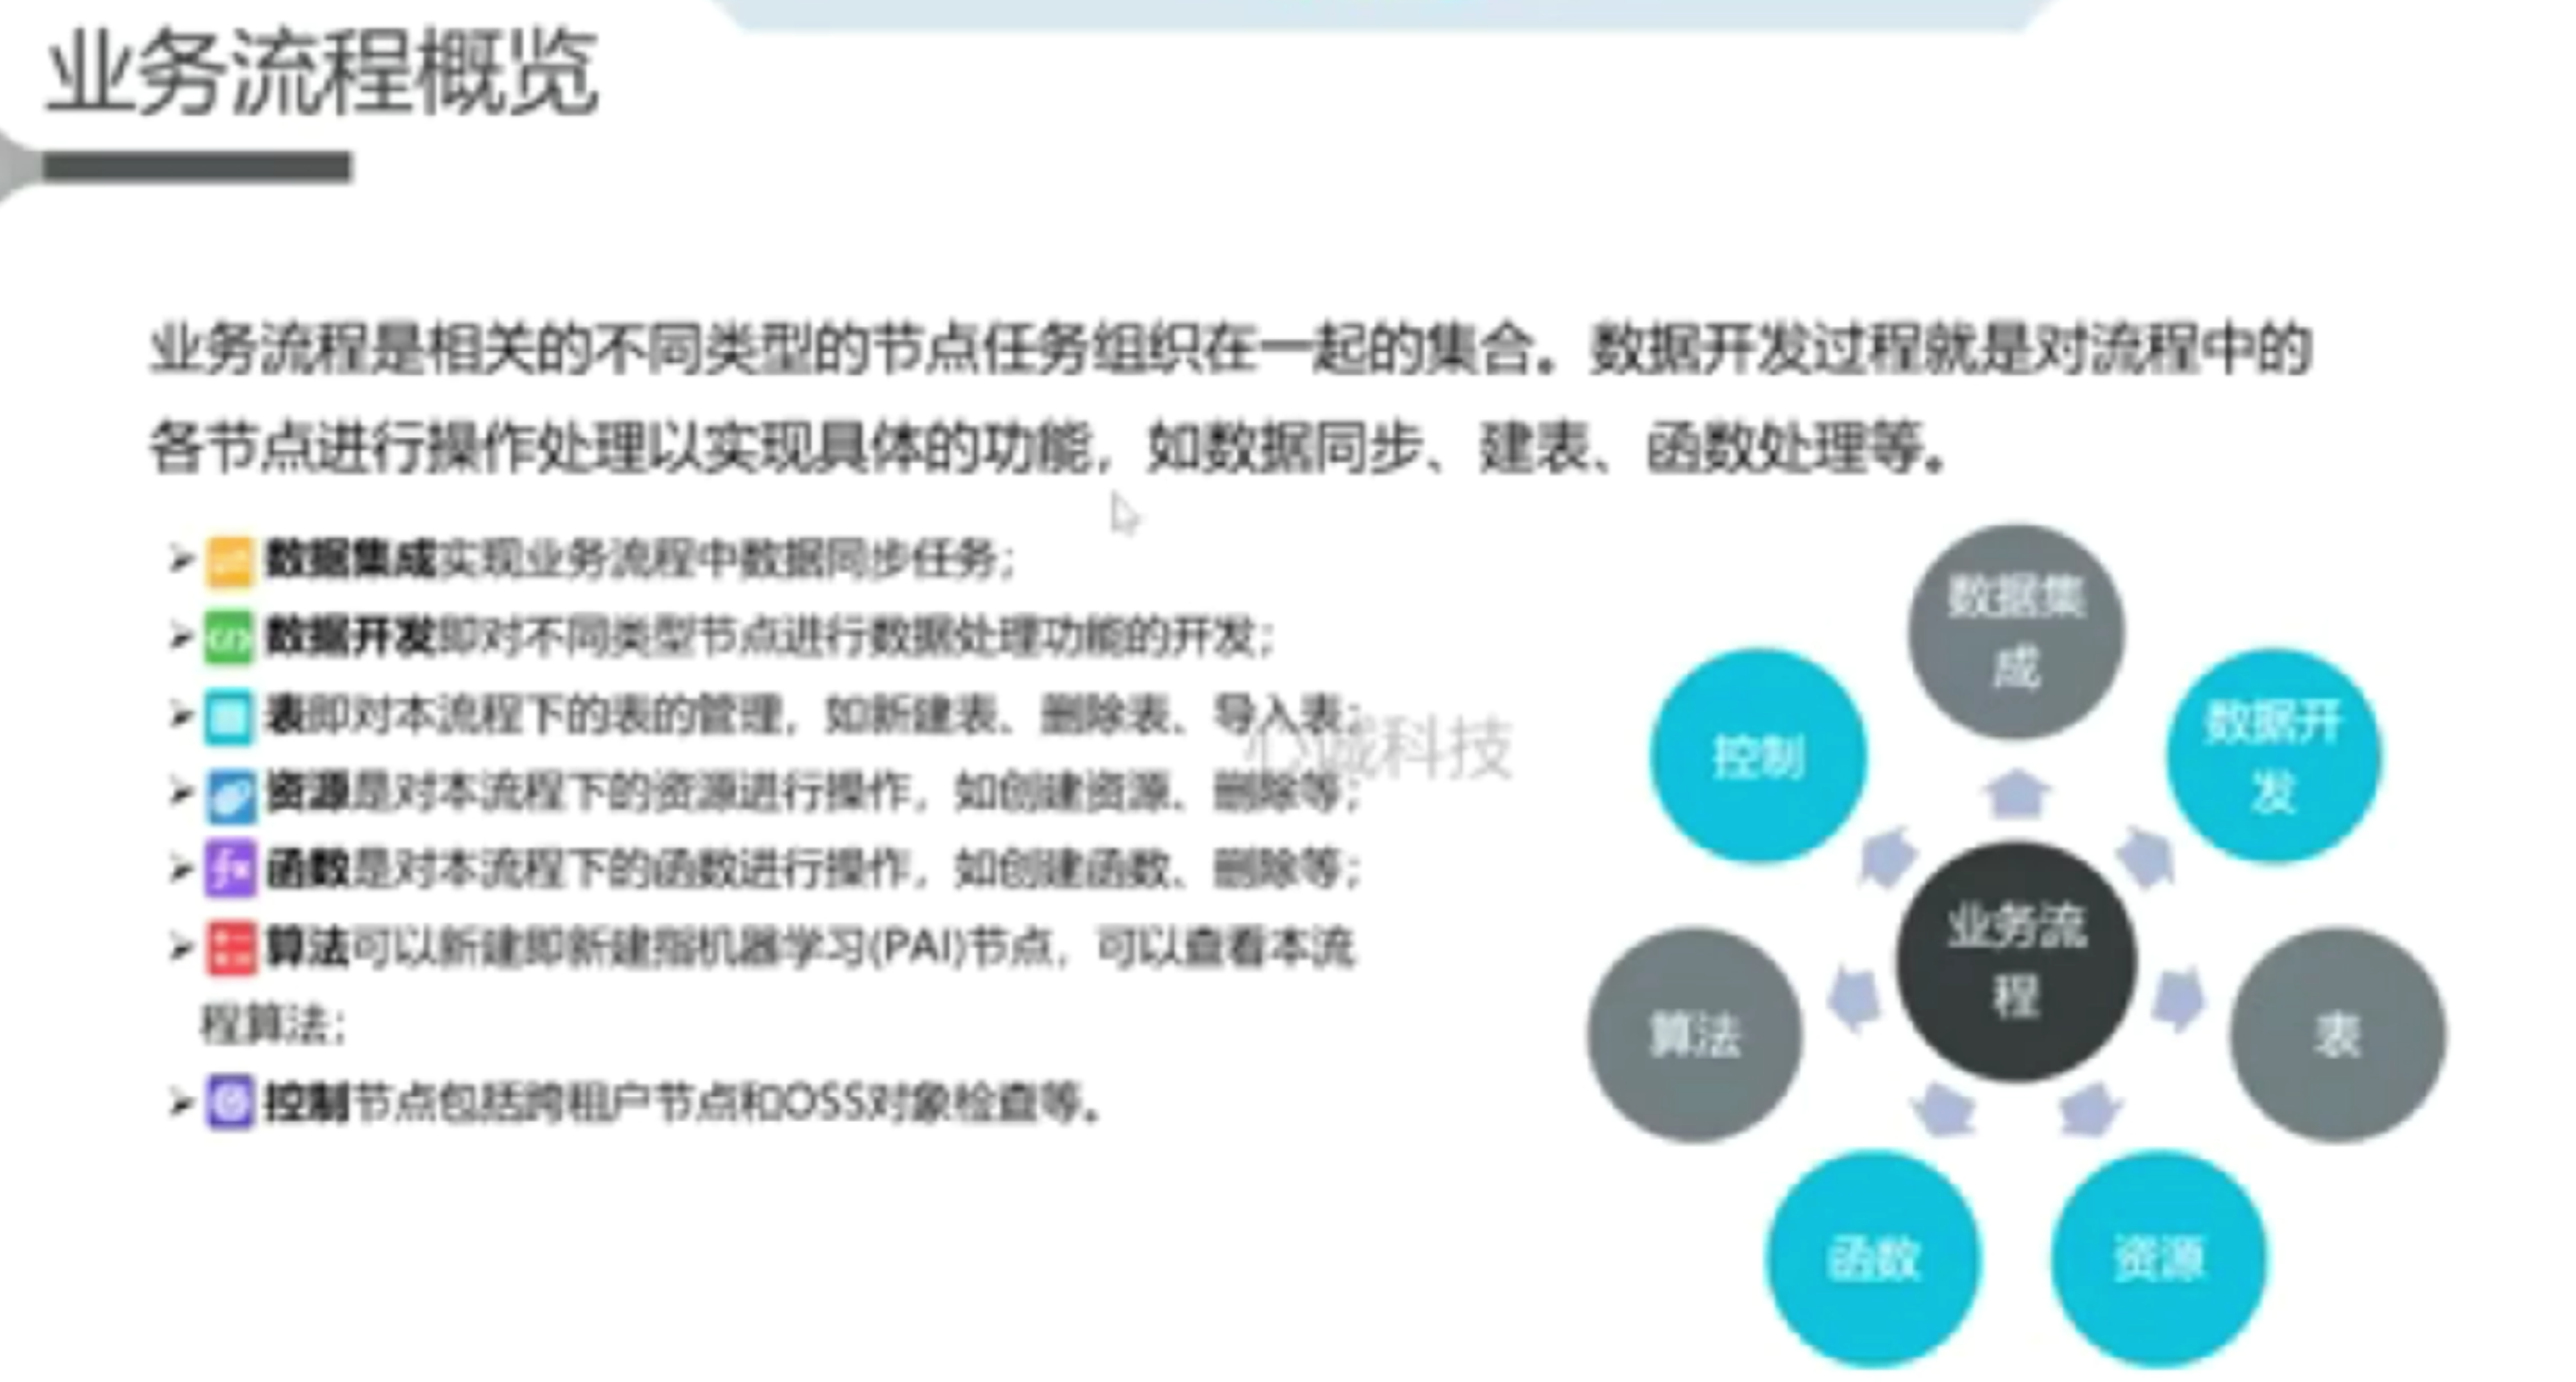 业务流程概览
业务流程是相关的不同类型的节点任务组织在一起的集合。数据开发过程就是对流程中的
各节点进行操作处理以实现具体的功能，如数据同步、建表、函数处理等。
➢ 数据集成实现业务流程中数据同步任务；
➢ 数据开发即对不同类型节点进行数据处理功能的开发；
➢ 表即对本流程下的表的管理，如新建表、删除表、导入表；
➢ 资源是对本流程下的资源进行操作，如创建资源、删除等；
➢ fx 函数是对本流程下的函数进行操作，如创建函数、删除等；
➢ 算法可以新建即新建指机器学习(PAI)节点，可以查看本流
程算法；
➢ 控制节点包括跨租户节点和OSS对象检查等。
诚科技
数据集
成
数据开
发
控制
业务流
程
算法
表
函数
资源